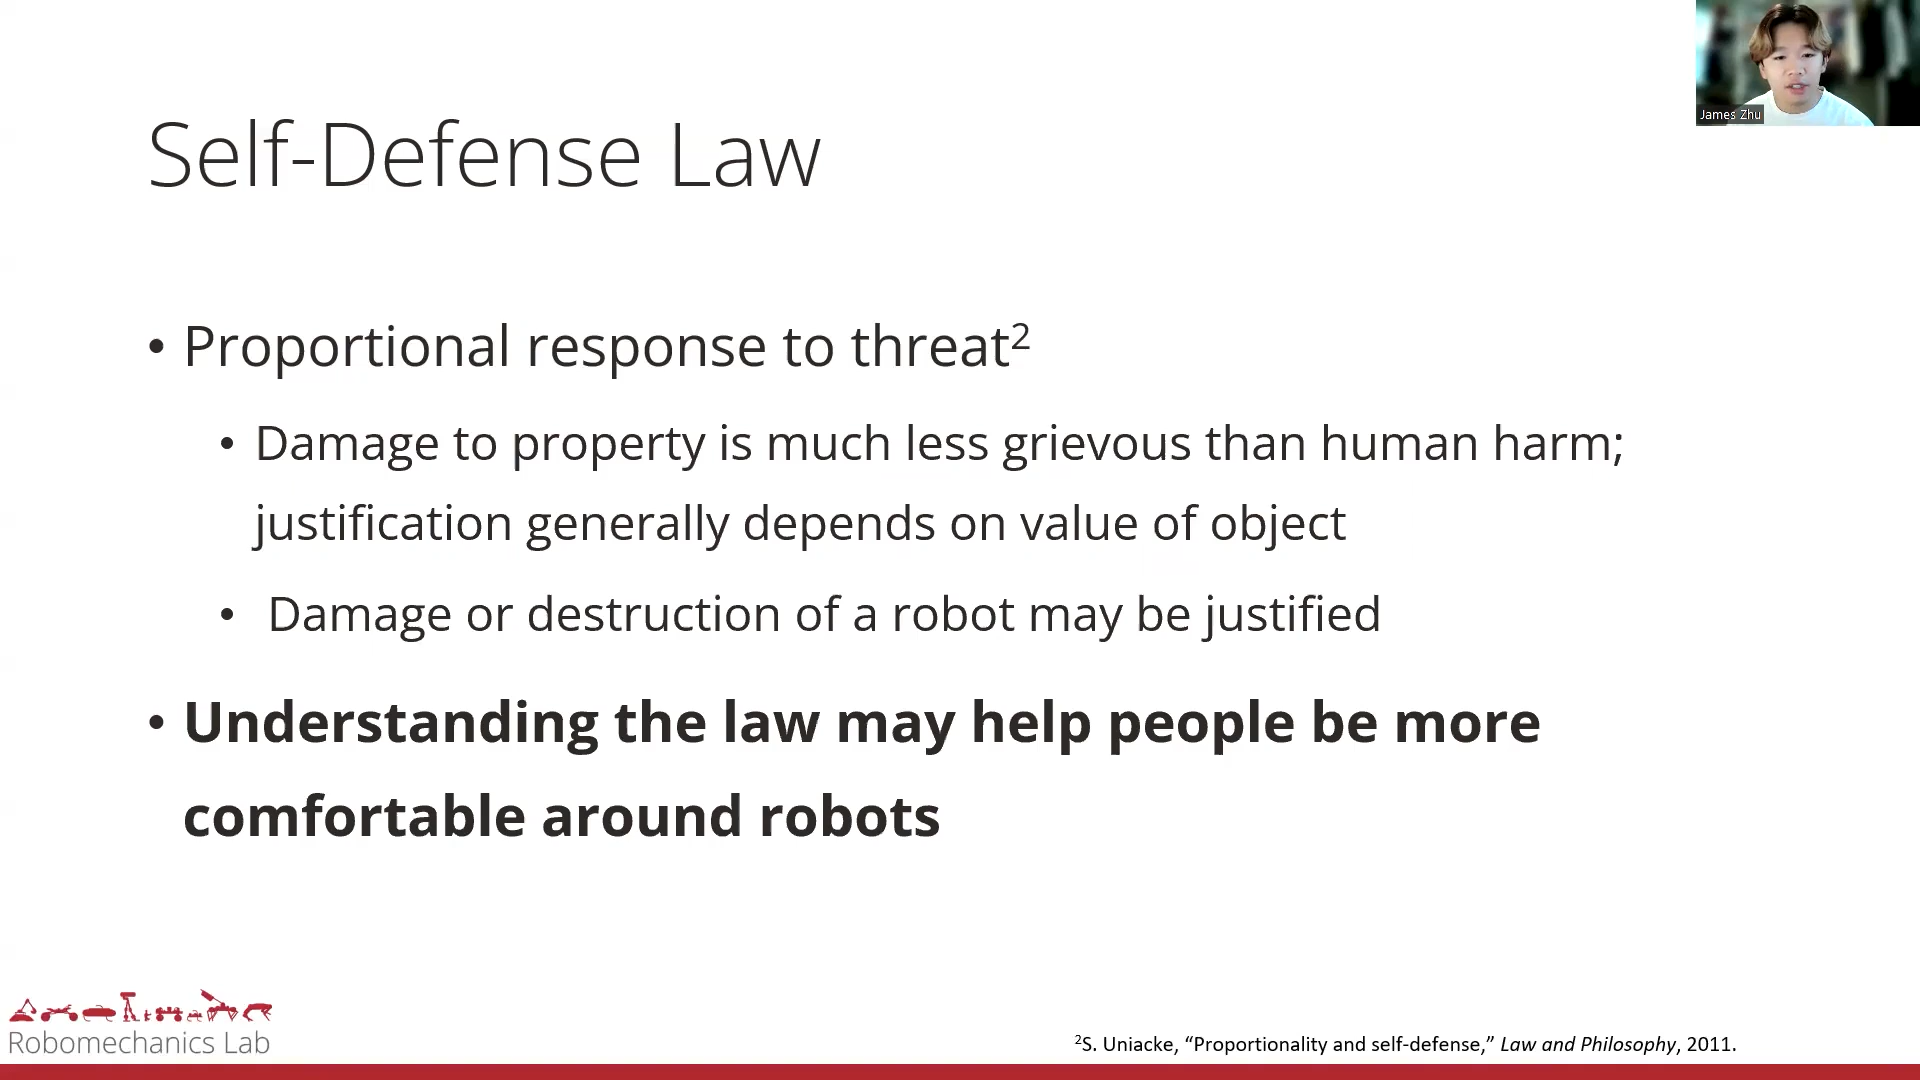 James Zhu
Self-Defense Law
• Proportional response to threat²
• Damage to property is much less grievous than human harm;
justification generally depends on value of object
• Damage or destruction of a robot may be justified
• Understanding the law may help people be more
comfortable around robots
Robomechanics Lab
²S. Uniacke, “Proportionality and self-defense,” Law and Philosophy, 2011.